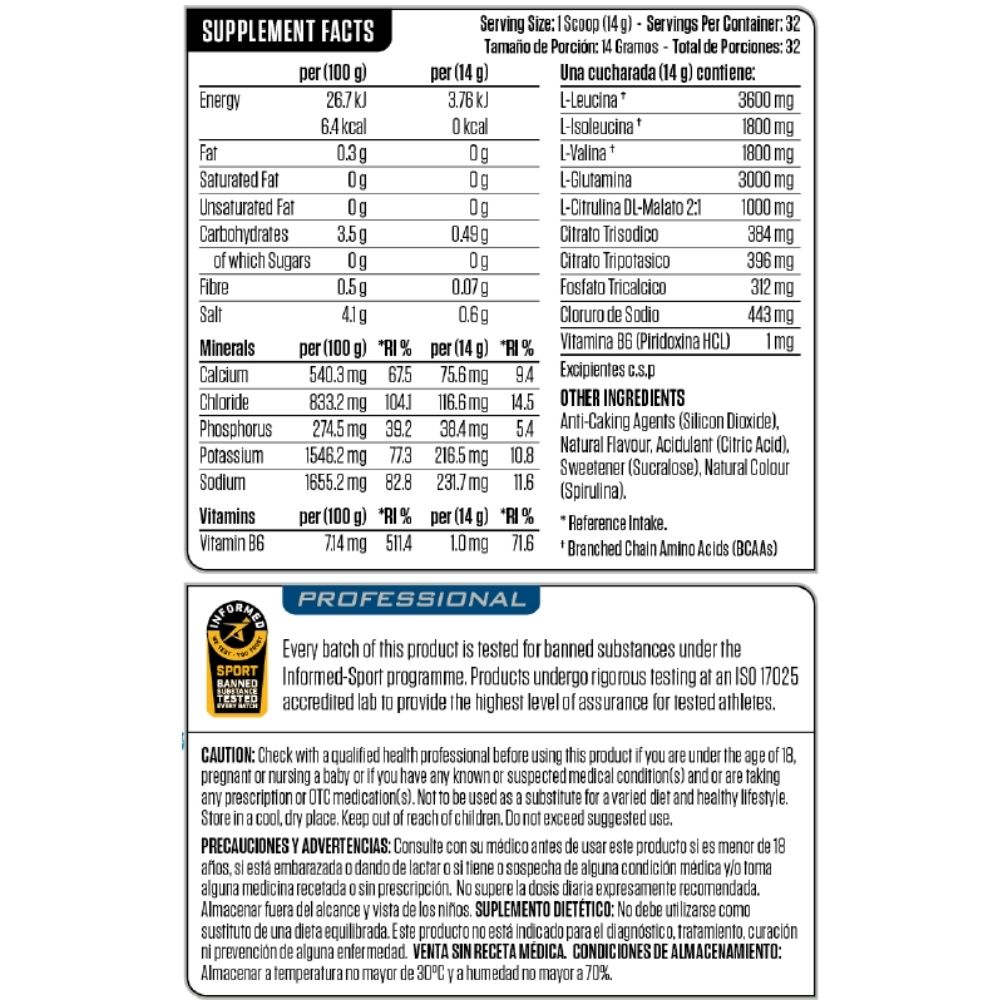 SUPPLEMENT FACTS
Serving Size: 1 Scoop (14 g) - Servings Per Container: 32
Tamaño de Porción: 14 Gramos - Total de Porciones: 32
per (100 g) per (14 g)
Energy 26.7 kJ 3.76 kJ
6.4 kcal 0 kcal
Fat 0.3 g 0 g
Saturated Fat 0 g 0 g
Unsaturated Fat 0 g 0 g
Carbohydrates 3.5 g 0.49 g
of which Sugars 0 g 0 g
Fibre 0.5 g 0.07 g
Salt 4.1 g 0.6 g
Minerals per (100 g) *RI % per (14 g) *RI %
Calcium 540.3 mg 67.5 75.6 mg 9.4
Chloride 833.2 mg 104.1 116.6 mg 14.5
Phosphorus 274.5 mg 39.2 38.4 mg 5.4
Potassium 1546.2 mg 77.3 216.5 mg 10.8
Sodium 1655.2 mg 82.8 231.7 mg 11.6
Vitamins per (100 g) *RI % per (14 g) *RI %
Vitamin B6 7.14 mg 511.4 1.0 mg 71.6
Una cucharada (14 g) contiene:
L-Leucina † 3600 mg
L-Isoleucina † 1800 mg
L-Valina † 1800 mg
L-Glutamina 3000 mg
L-Citrulina DL-Malato 2:1 1000 mg
Citrato Trisodico 384 mg
Citrato Tripotasico 396 mg
Fosfato Tricalcico 312 mg
Cloruro de Sodio 443 mg
Vitamina B6 (Piridoxina HCL) 1 mg
Excipientes c.s.p
OTHER INGREDIENTS
Anti-Caking Agents (Silicon Dioxide),
Natural Flavour, Acidulant (Citric Acid),
Sweetener (Sucralose), Natural Colour
(Spirulina).
* Reference Intake.
† Branched Chain Amino Acids (BCAAs)
PROFESSIONAL
INFORMED
WE TEST - YOU TRUST
SPORT
BANNED
SUBSTANCE
TESTED
EVERY BATCH
Every batch of this product is tested for banned substances under the
Informed-Sport programme. Products undergo rigorous testing at an ISO 17025
accredited lab to provide the highest level of assurance for tested athletes.
CAUTION: Check with a qualified health professional before using this product if you are under the age of 18,
pregnant or nursing a baby or if you have any known or suspected medical condition(s) and or are taking
any prescription or OTC medication(s). Not to be used as a substitute for a varied diet and healthy lifestyle.
Store in a cool, dry place. Keep out of reach of children. Do not exceed suggested use.
PRECAUCIONES Y ADVERTENCIAS: Consulte con su médico antes de usar este producto si es menor de 18
años, si está embarazada o dando de lactar o si tiene o sospecha de alguna condición médica y/o toma
alguna medicina recetada o sin prescripción. No supere la dosis diaria expresamente recomendada.
Almacenar fuera del alcance y vista de los niños. SUPLEMENTO DIETÉTICO: No debe utilizarse como
sustituto de una dieta equilibrada. Este producto no está indicado para el diagnóstico, tratamiento, curación
ni prevención de alguna enfermedad. VENTA SIN RECETA MÉDICA. CONDICIONES DE ALMACENAMIENTO:
Almacenar a temperatura no mayor de 30ºC y a humedad no mayor a 70%.